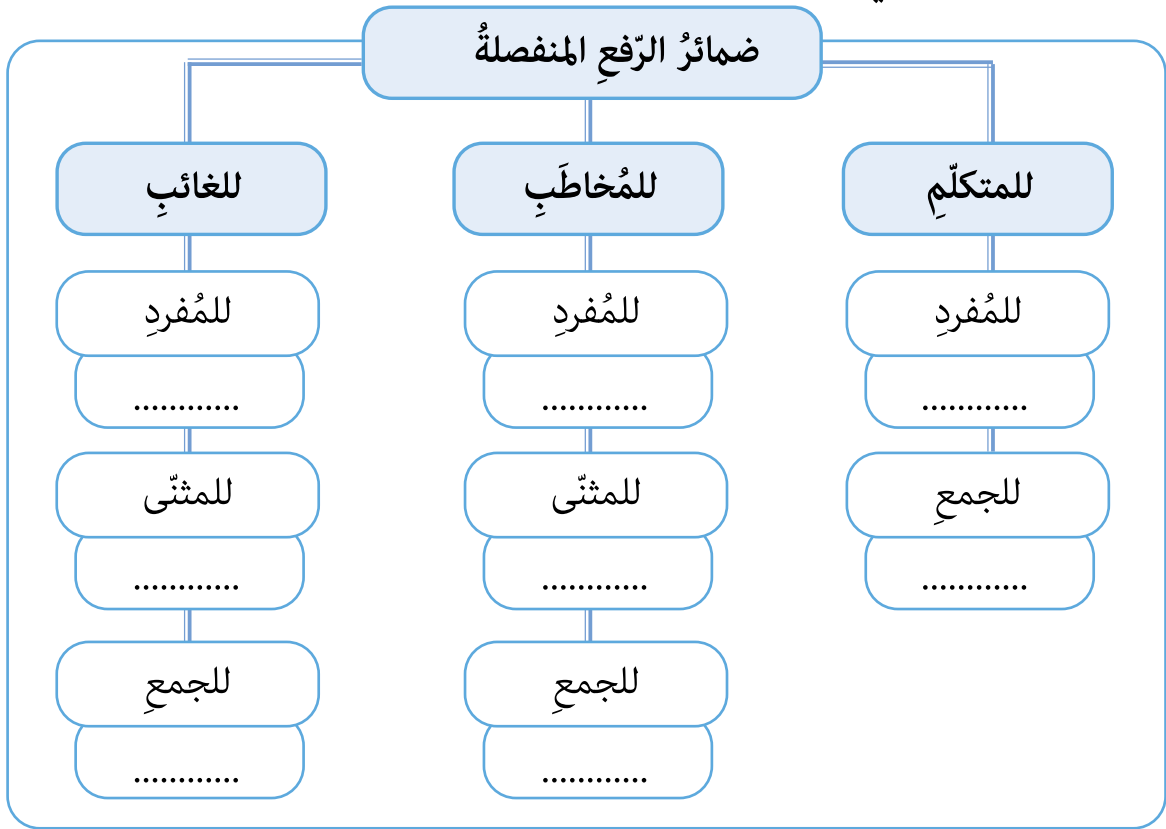 ضمائرُ الرّفعِ المنفصلةُ
للمتكلّمِ
للمُخاطَبِ
للغائبِ
للمُفردِ
للمُفردِ
للمُفردِ
............
............
............
للجمعِ
للمثنّى
للمثنّى
............
............
............
للجمعِ
للجمعِ
............
............